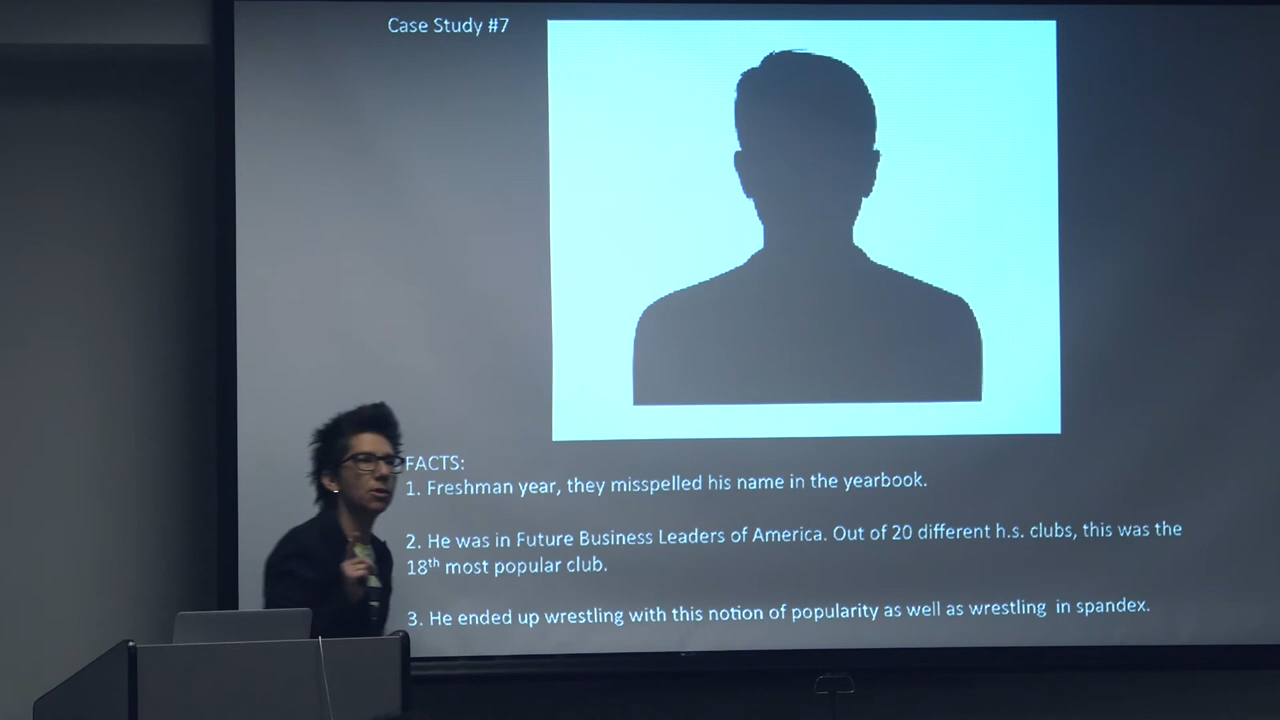 Case Study #7
FACTS:
1. Freshman year, they misspelled his name in the yearbook.
2. He was in Future Business Leaders of America. Out of 20 different h.s. clubs, this was the
18th most popular club.
3. He ended up wrestling with this notion of popularity as well as wrestling in spandex.